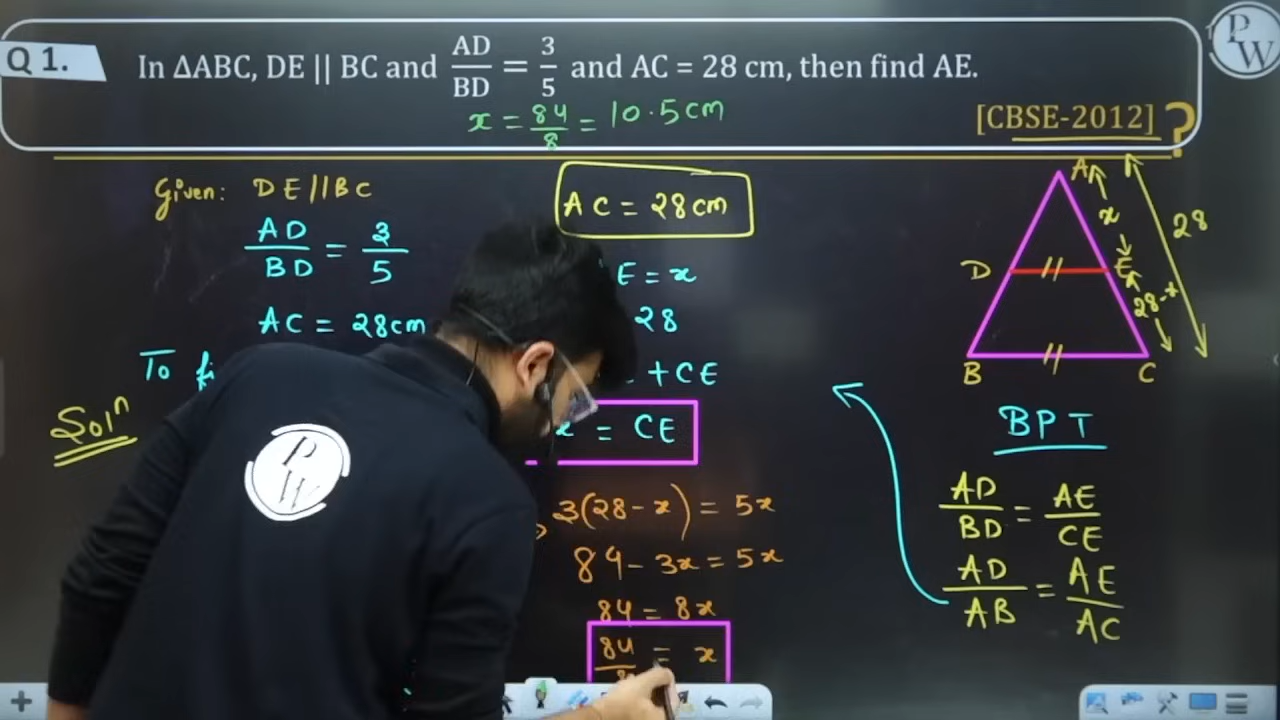 Q 1.
In ΔABC, DE || BC and AD/BD = 3/5 and AC = 28 cm, then find AE.
x = 84/8 = 10.5 cm
[CBSE-2012] ?
PW
Given: DE || BC
AD/BD = 3/5
AC = 28cm
To
Solⁿ
AC = 28cm
E = x
28
+ CE
x = CE
3(28 - x) = 5x
84 - 3x = 5x
84 = 8x
84/8 = x
A
x
28
D
E
28-x
B
C
BPT
AD/BD = AE/CE
AD/AB = AE/AC
PW